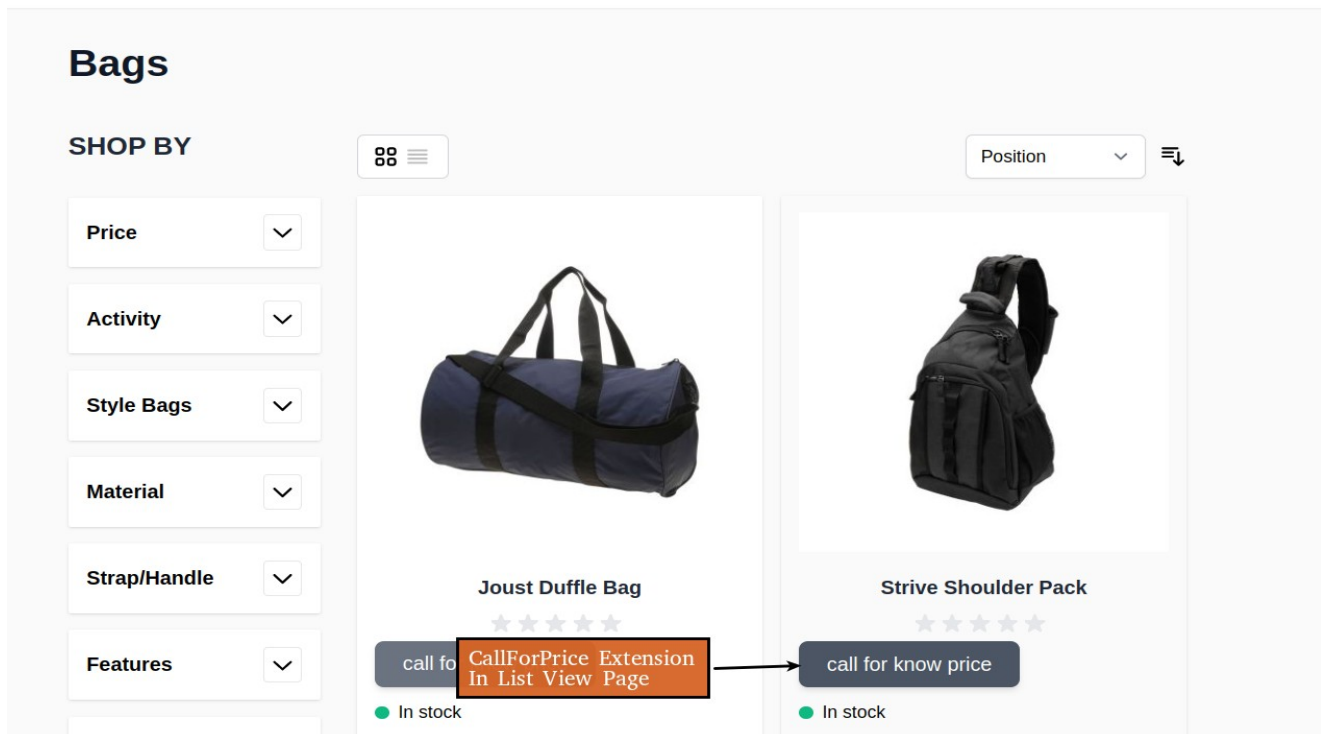 Bags
SHOP BY
Position
Price
Activity
Style Bags
Material
Strap/Handle
Features
Joust Duffle Bag
call fo
CallForPrice Extension
In List View Page
In stock
Strive Shoulder Pack
call for know price
In stock